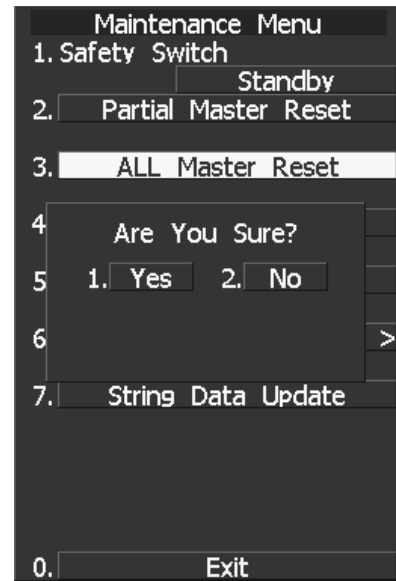 Maintenance Menu
1. Safety Switch
Standby
2. Partial Master Reset
3. ALL Master Reset
4
Are You Sure?
5
1. Yes 2. No
6 >
7. String Data Update
0. Exit